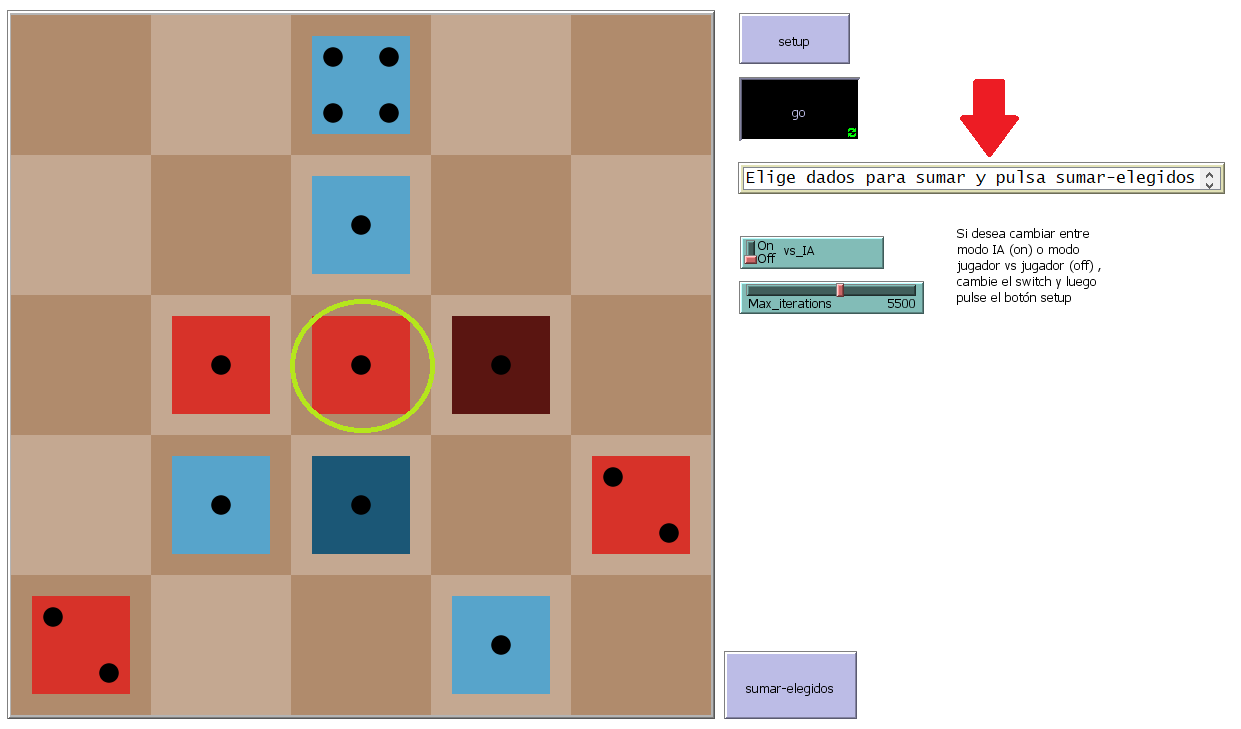 setup
go
Elige dados para sumar y pulsa sumar-elegidos
On
Off
vs_IA
Si desea cambiar entre
modo IA (on) o modo
jugador vs jugador (off) ,
cambie el switch y luego
pulse el botón setup
Max_iterations 5500
sumar-elegidos